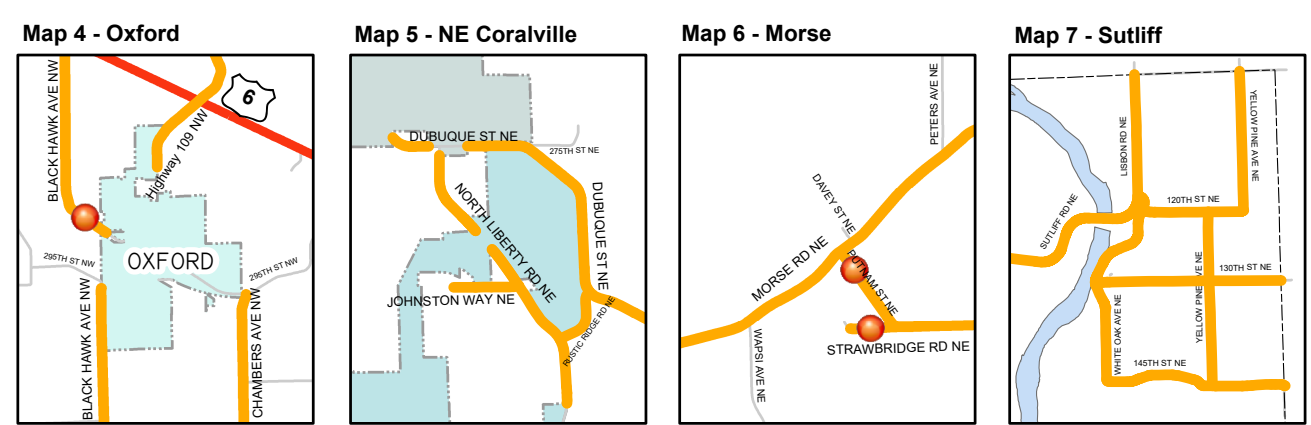 Map 4 - Oxford
BLACK HAWK AVE NW
Highway 109 NW
6
295TH ST NW
OXFORD
295TH ST NW
BLACK HAWK AVE NW
CHAMBERS AVE NW
Map 5 - NE Coralville
DUBUQUE ST NE
275TH ST NE
NORTH LIBERTY RD NE
DUBUQUE ST NE
JOHNSTON WAY NE
RUSTIC RIDGE RD NE
Map 6 - Morse
PETERS AVE NE
DAVEY ST NE
MORSE RD NE
PUTNAM ST NE
WAPSI AVE NE
STRAWBRIDGE RD NE
Map 7 - Sutliff
LISBON RD NE
YELLOW PINE AVE NE
SUTLIFF RD NE
120TH ST NE
130TH ST NE
YELLOW PINE AVE NE
WHITE OAK AVE NE
145TH ST NE